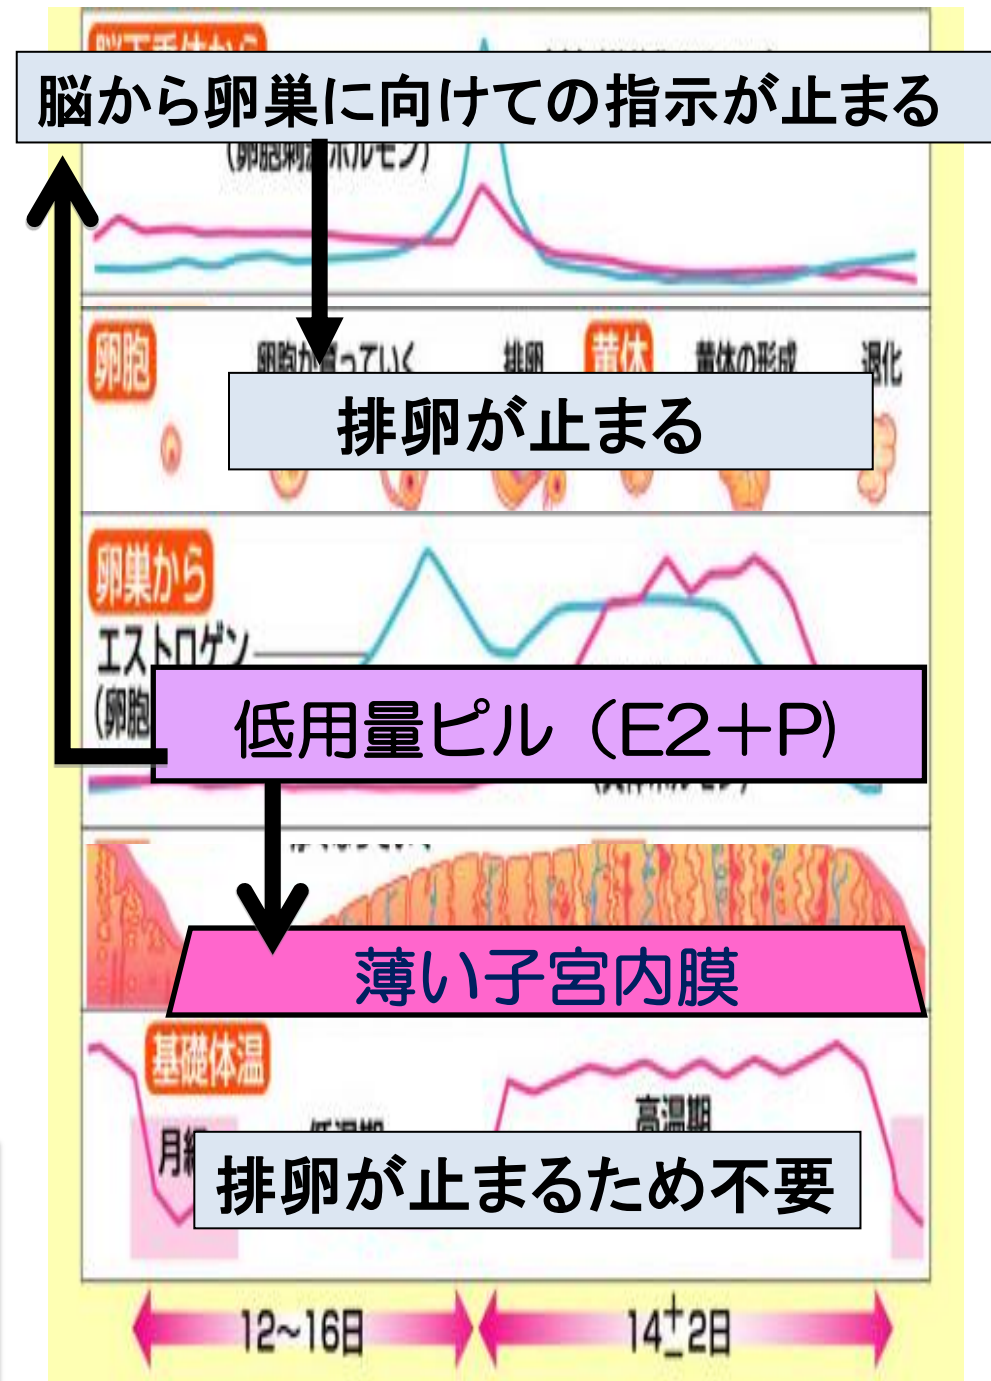 脳から卵巣に向けての指示が止まる
卵胞
排卵
黄体
黄体の形成
退化
排卵が止まる
卵巣から
エストロゲン
(卵胞
低用量ピル（E2＋P)
薄い子宮内膜
基礎体温
高温期
排卵が止まるため不要
12～16日
14±2日